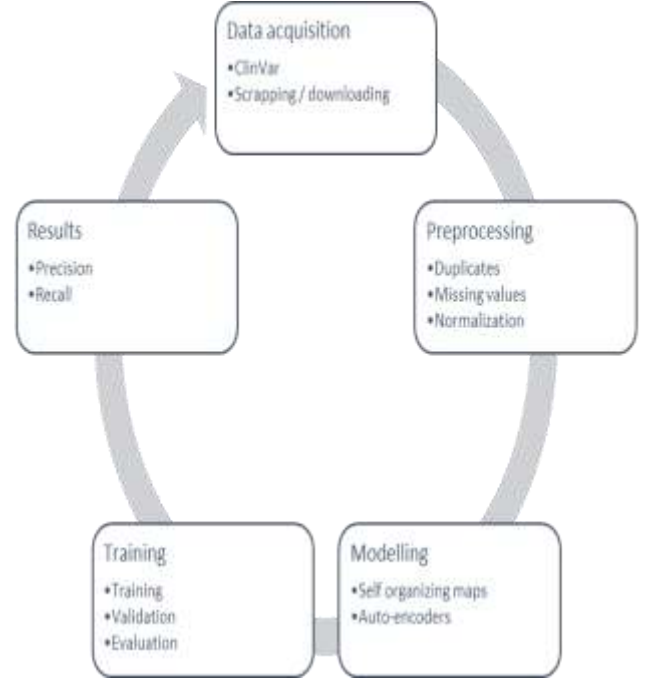 Data acquisition
•ClinVar
•Scrapping / downloading
Preprocessing
•Duplicates
•Missing values
•Normalization
Modelling
•Self organizing maps
•Auto-encoders
Training
•Training
•Validation
•Evaluation
Results
•Precision
•Recall